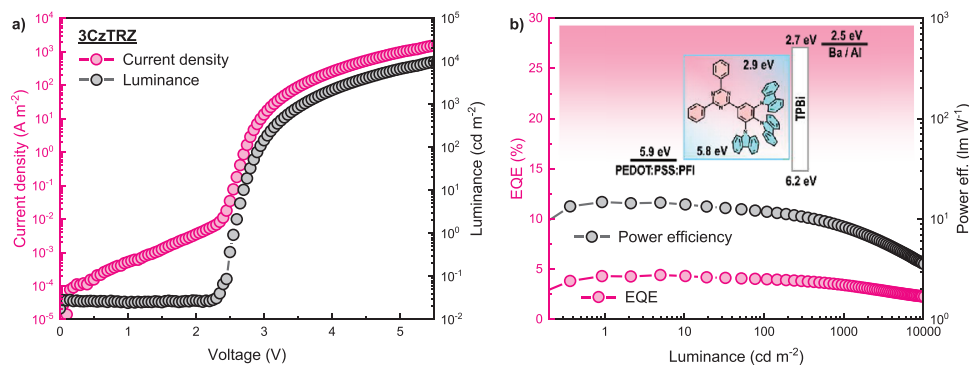 a)
3CzTRZ
Current density
Luminance
Current density (A m⁻²)
10⁴
10³
10²
10¹
10⁰
10⁻¹
10⁻²
10⁻³
10⁻⁴
10⁻⁵
0
1
2
3
4
5
Voltage (V)
10⁵
10⁴
10³
10²
10¹
10⁰
10⁻¹
10⁻²
Luminance (cd m⁻²)
b)
EQE (%)
30
25
20
15
10
5
0
2.7 eV
2.5 eV
Ba / Al
2.9 eV
N
N
N
N
N
N
TPBi
5.9 eV
5.8 eV
PEDOT:PSS:PFI
6.2 eV
Power efficiency
EQE
1
10
100
1000
10000
Luminance (cd m⁻²)
10³
10²
10¹
10⁰
Power eff. (lm W⁻¹)